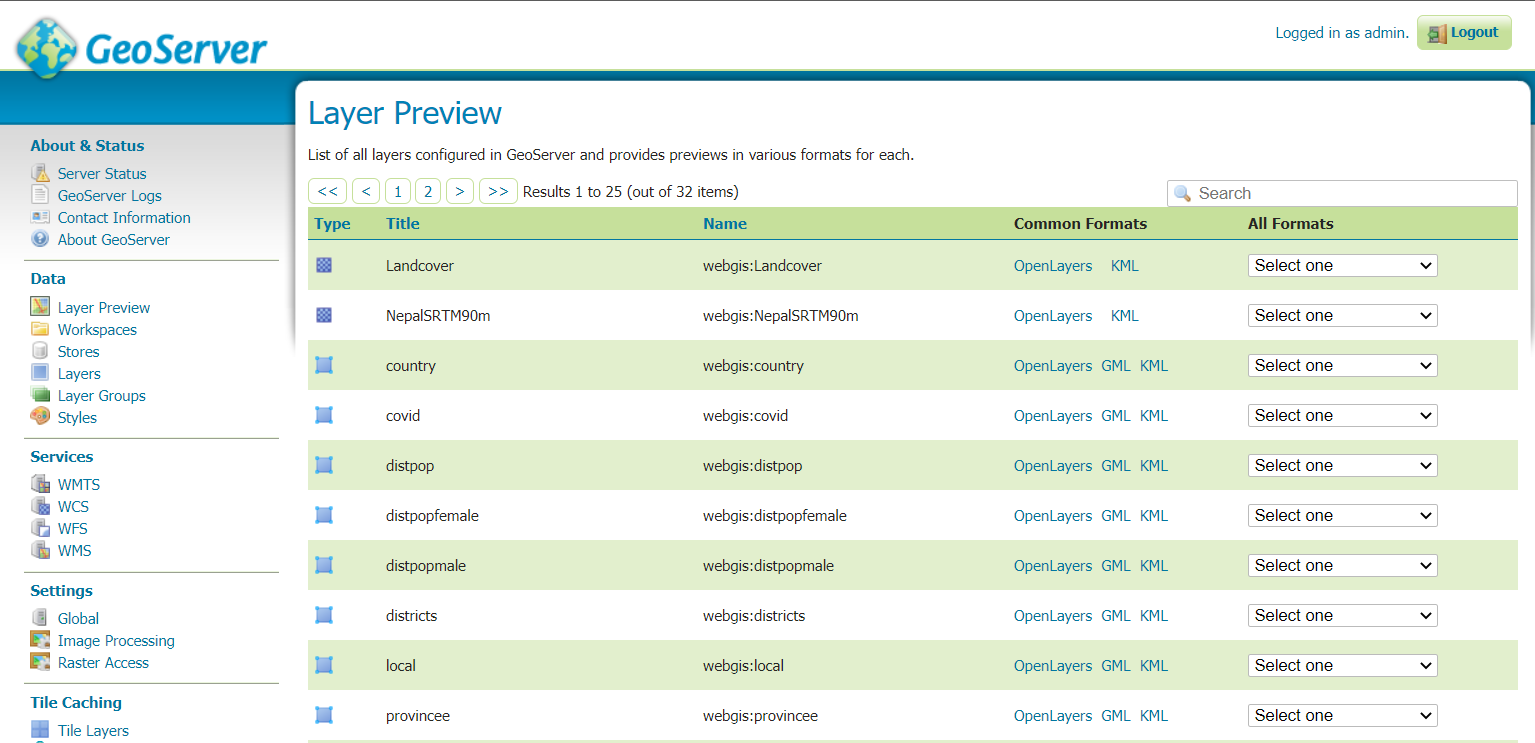 GeoServer
Logged in as admin. Logout
About & Status
Server Status
GeoServer Logs
Contact Information
About GeoServer
Data
Layer Preview
Workspaces
Stores
Layers
Layer Groups
Styles
Services
WMTS
WCS
WFS
WMS
Settings
Global
Image Processing
Raster Access
Tile Caching
Tile Layers
Layer Preview
List of all layers configured in GeoServer and provides previews in various formats for each.
<< < 1 2 > >> Results 1 to 25 (out of 32 items) Search
Type Title Name Common Formats All Formats
Landcover webgis:Landcover OpenLayers KML Select one
NepalSRTM90m webgis:NepalSRTM90m OpenLayers KML Select one
country webgis:country OpenLayers GML KML Select one
covid webgis:covid OpenLayers GML KML Select one
distpop webgis:distpop OpenLayers GML KML Select one
distpopfemale webgis:distpopfemale OpenLayers GML KML Select one
distpopmale webgis:distpopmale OpenLayers GML KML Select one
districts webgis:districts OpenLayers GML KML Select one
local webgis:local OpenLayers GML KML Select one
provincee webgis:provincee OpenLayers GML KML Select one